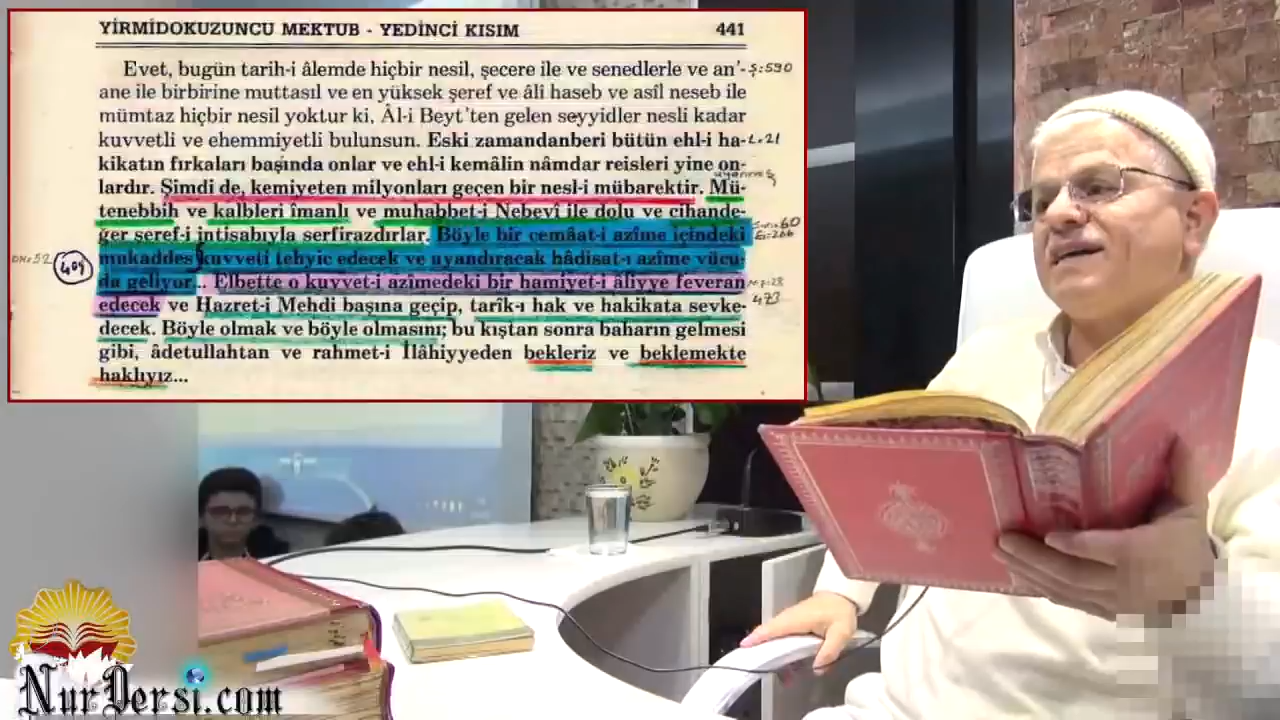 YİRMİDOKUZUNCU MEKTUB - YEDİNCİ KISIM 441
Evet, bugün tarih-i âlemde hiçbir nesil, şecere ile ve senedlerle ve an'- Ş:590
ane ile birbirine muttasıl ve en yüksek şeref ve âli haseb ve asîl neseb ile
mümtaz hiçbir nesil yoktur ki, Âl-i Beyt'ten gelen seyyidler nesli kadar
kuvvetli ve ehemmiyetli bulunsun. Eski zamandanberi bütün ehl-i ha- L:21
kikatın fırkaları başında onlar ve ehl-i kemâlin nâmdar reisleri yine on-
lardır. Şimdi de, kemiyeten milyonları geçen bir nesl-i mübarektir. Mü-
tenebbih ve kalbleri îmanlı ve muhabbet-i Nebevî ile dolu ve cihande-
ğer şeref-i intisabıyla serfirazdırlar. Böyle bir cemâat-i azîme içindeki
mukaddes kuvveti tehyic edecek ve uyandıracak hâdisat-ı azîme vücu-
da geliyor... Elbette o kuvvet-i azîmedeki bir hamiyet-i âliyye feveran
edecek ve Hazret-i Mehdi başına geçip, tarîk-ı hak ve hakikata sevke- 473
decek. Böyle olmak ve böyle olmasını; bu kıştan sonra baharın gelmesi
gibi, âdetullahtan ve rahmet-i İlâhiyyeden bekleriz ve beklemekte
haklıyız...
NurDersi.com